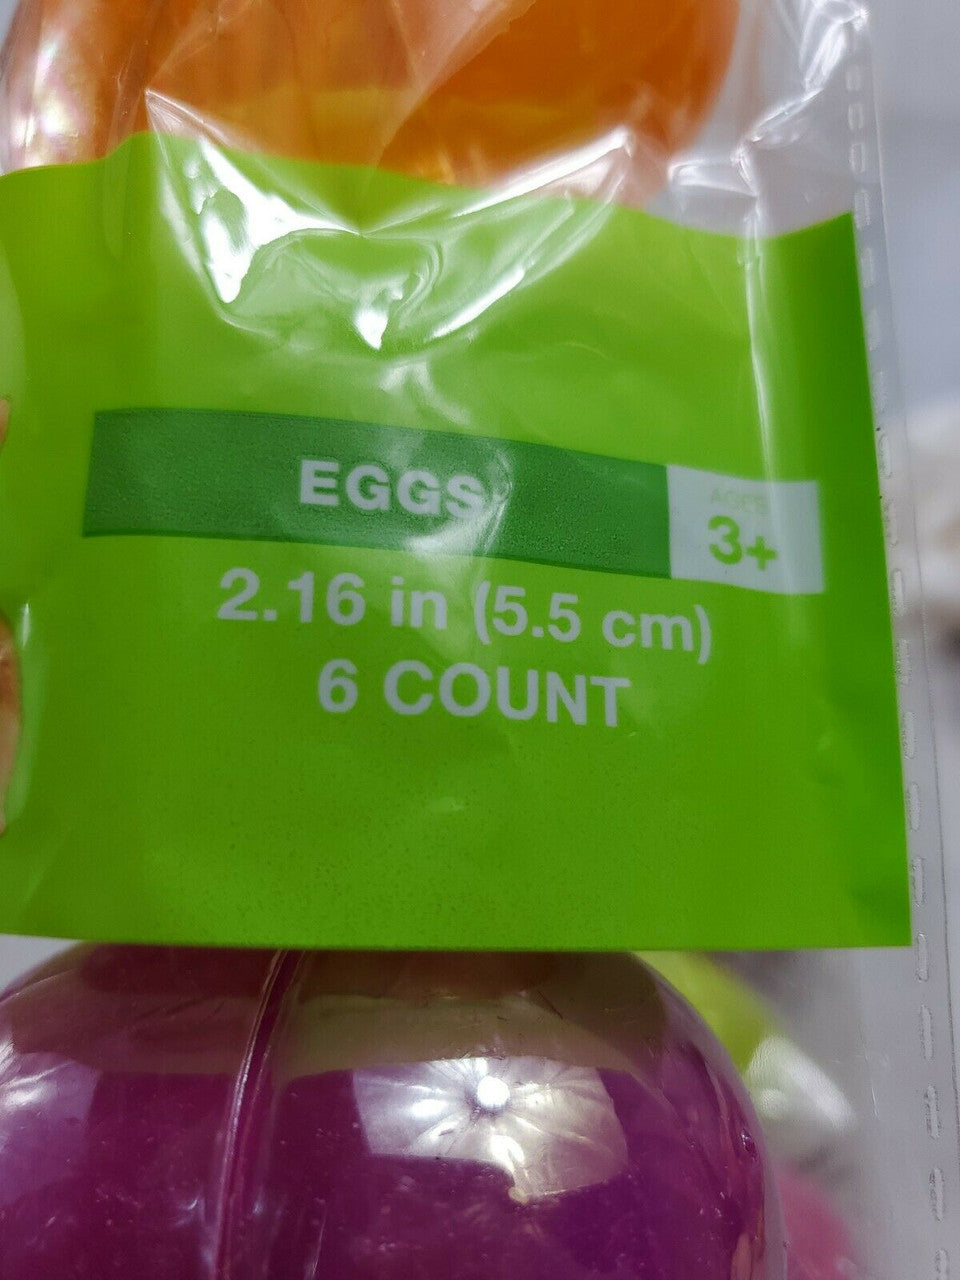 EGGS
AGES
3+
2.16 in (5.5 cm)
6 COUNT